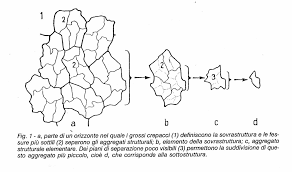 1
2
2
2
3
a
b
c
d
Fig. 1 - a, parte di un orizzonte nel quale i grossi crepacci (1) definiscono la sovrastruttura e le fes-
sure più sottili (2) separono gli aggregati strutturali; b, elemento della sovrastruttura; c, aggregato
strutturale elementare. Dei piani di separazione poco visibili (3) permettono la suddivisione di que-
sto aggregato più piccolo, cioè d, che corrisponde alla sottostruttura.